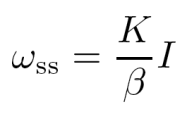 ω_ss = K/β I